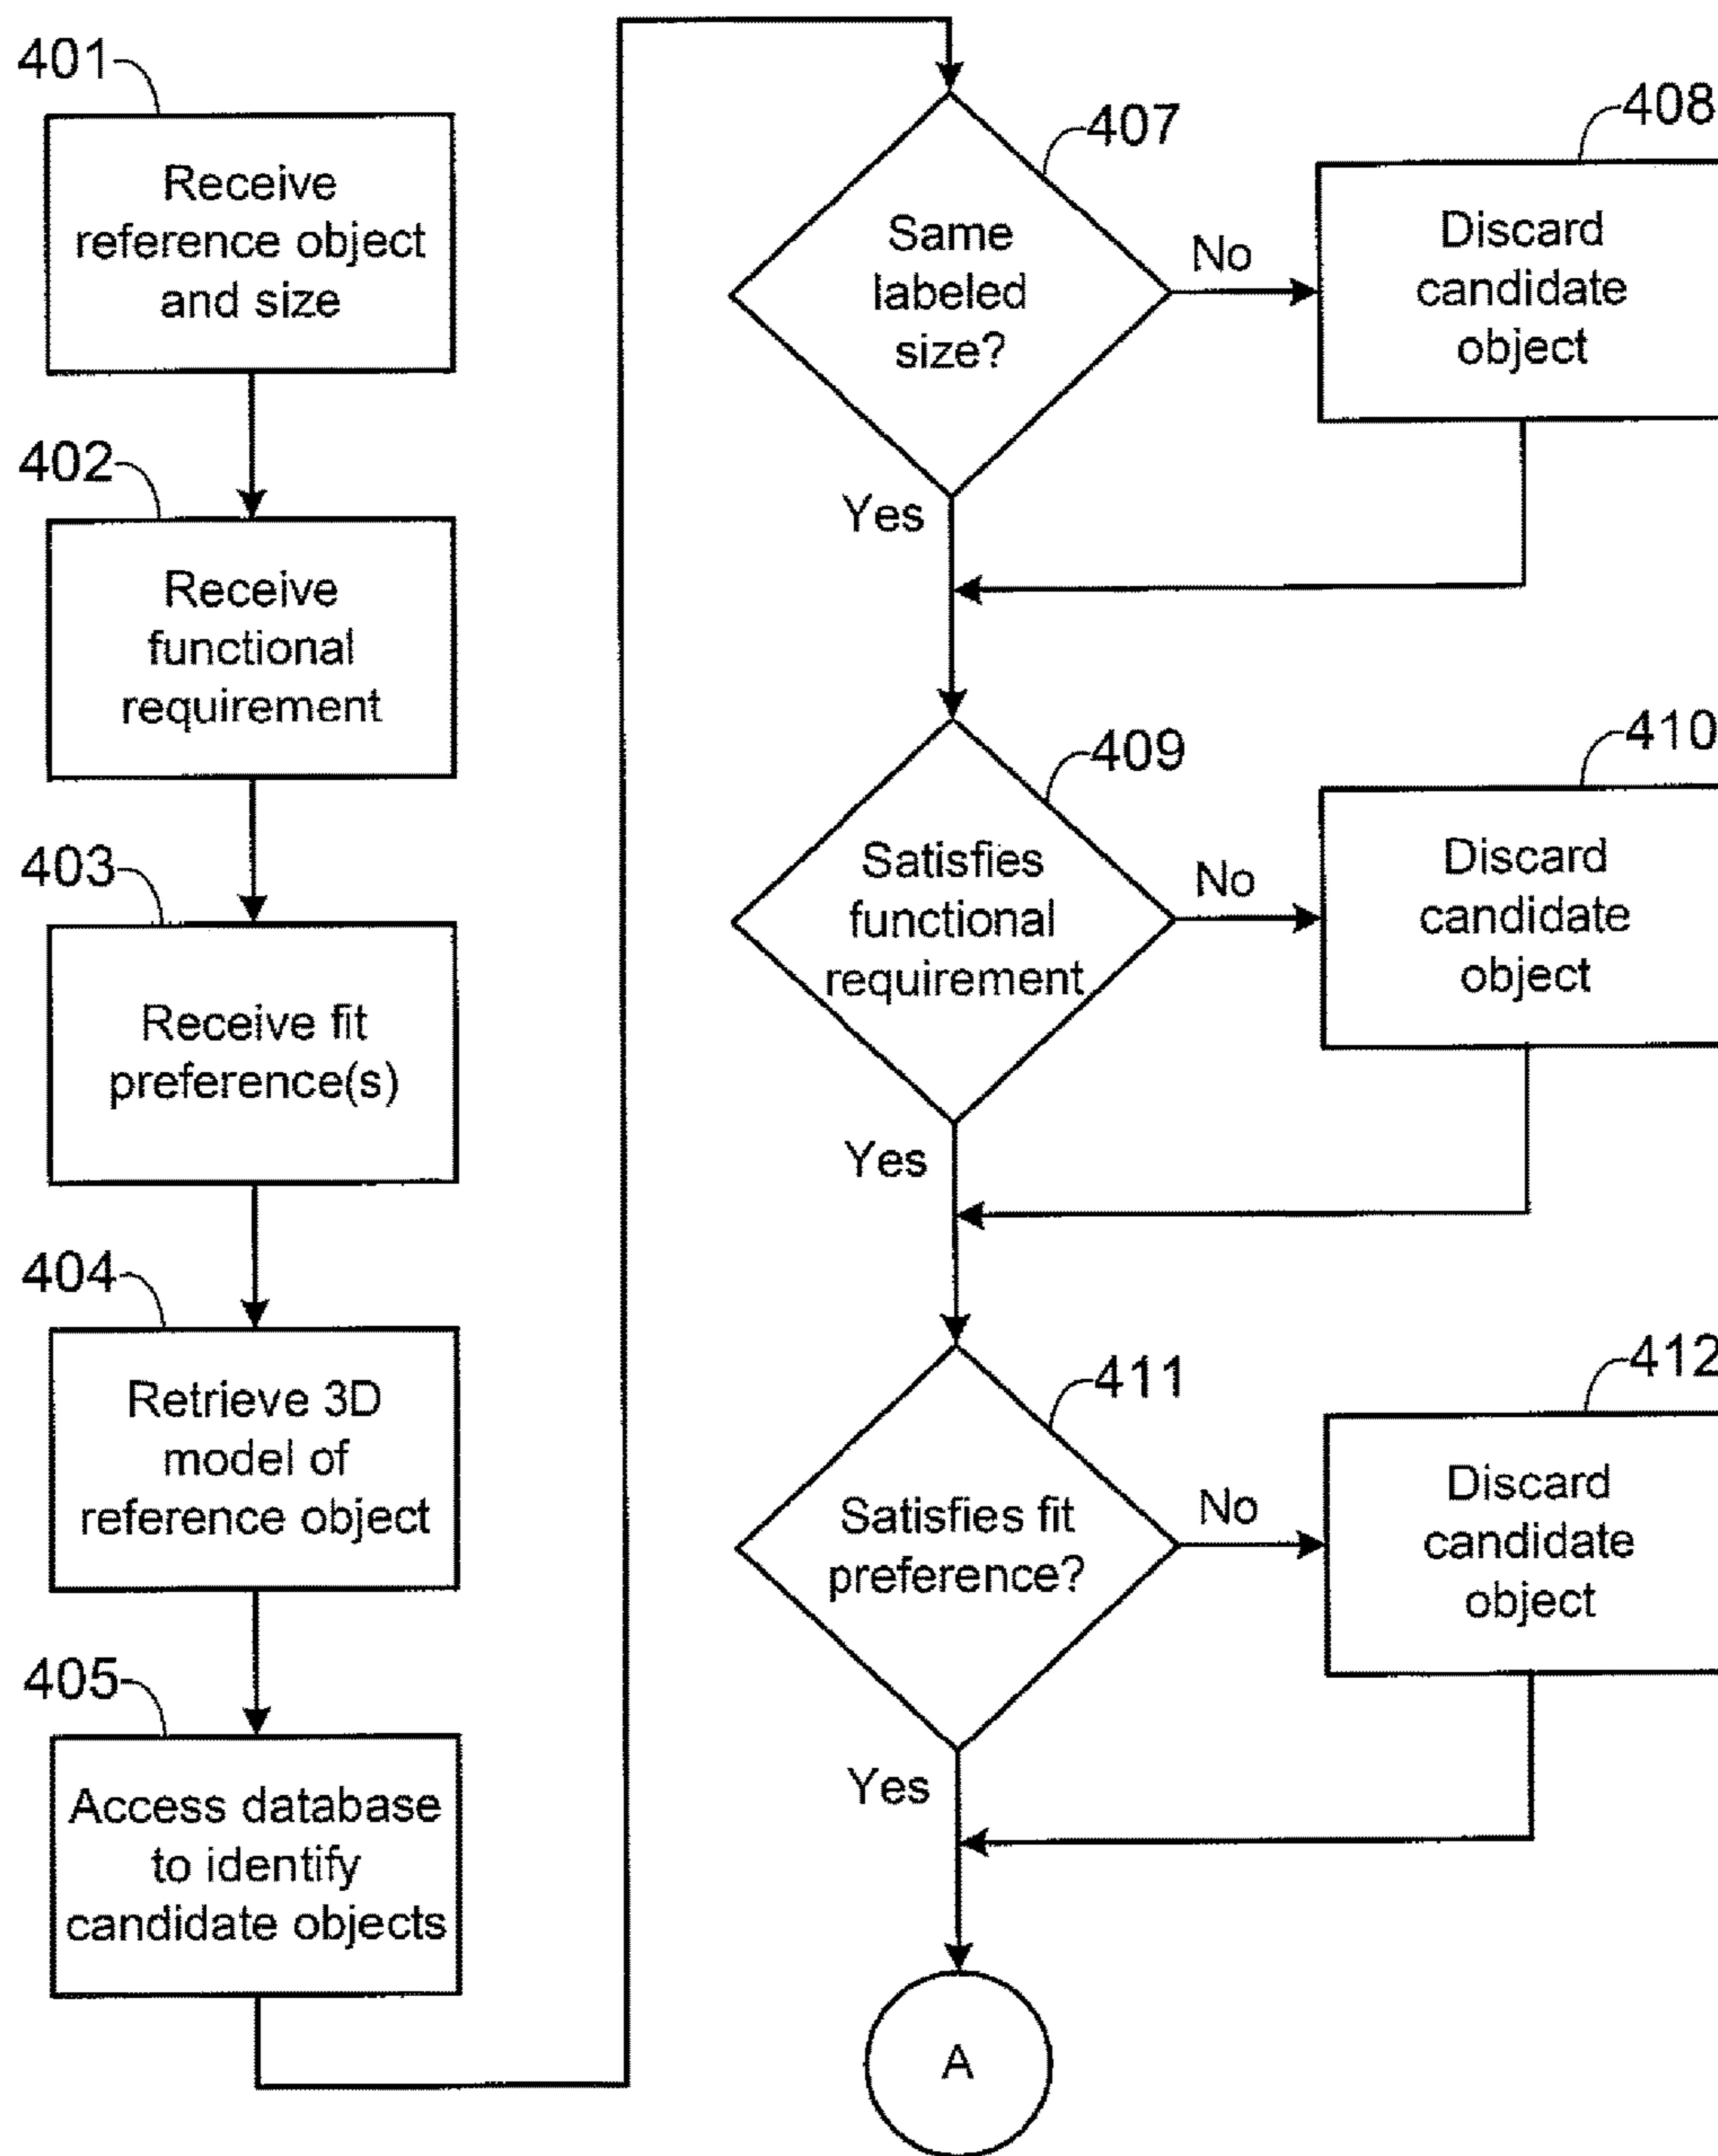 401
Receive
reference object
and size
402
Receive
functional
requirement
403
Receive fit
preference(s)
404
Retrieve 3D
model of
reference object
405
Access database
to identify
candidate objects
407
Same
labeled
size?
No
Yes
408
Discard
candidate
object
409
Satisfies
functional
requirement
No
Yes
410
Discard
candidate
object
411
Satisfies fit
preference?
No
Yes
412
Discard
candidate
object
A